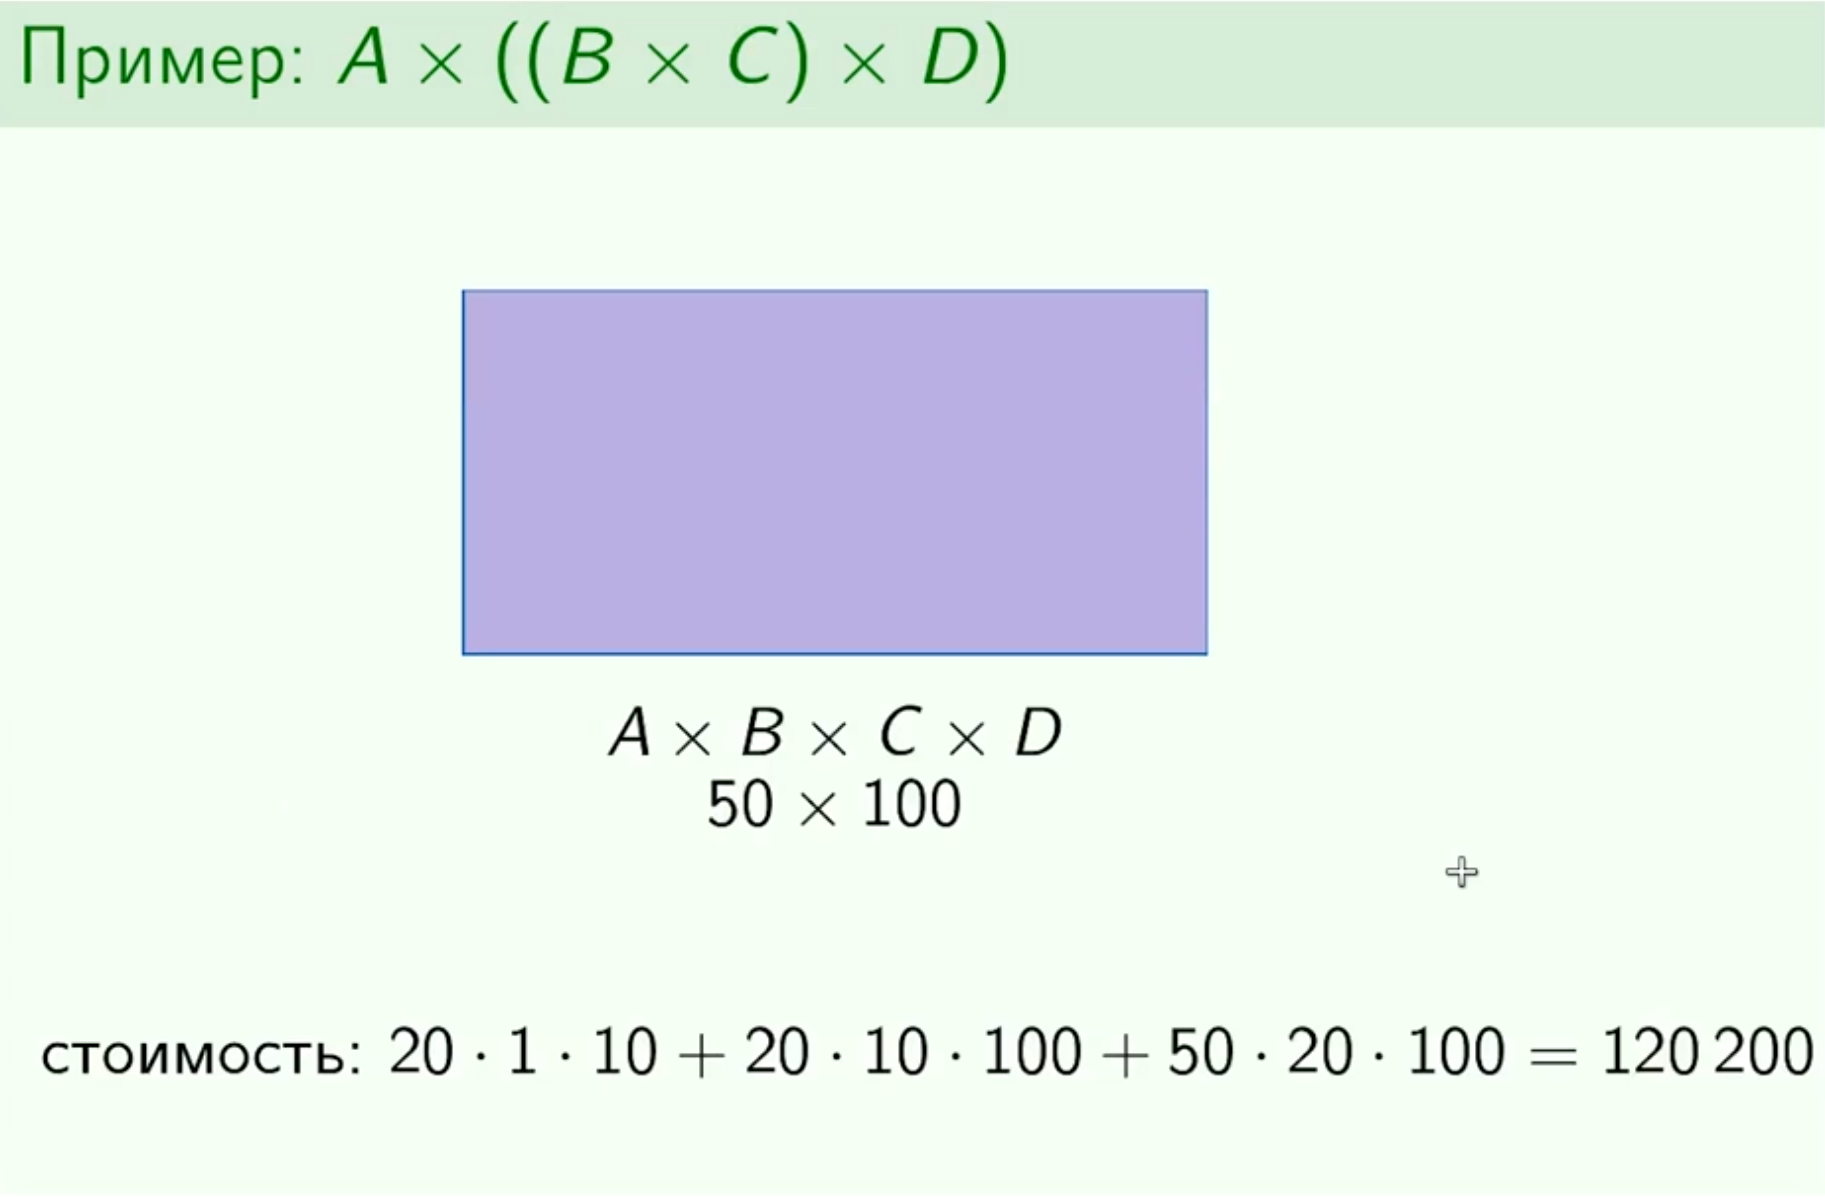 Пример: A × ((B × C) × D)
A × B × C × D
50 × 100
стоимость: 20 · 1 · 10 + 20 · 10 · 100 + 50 · 20 · 100 = 120 200